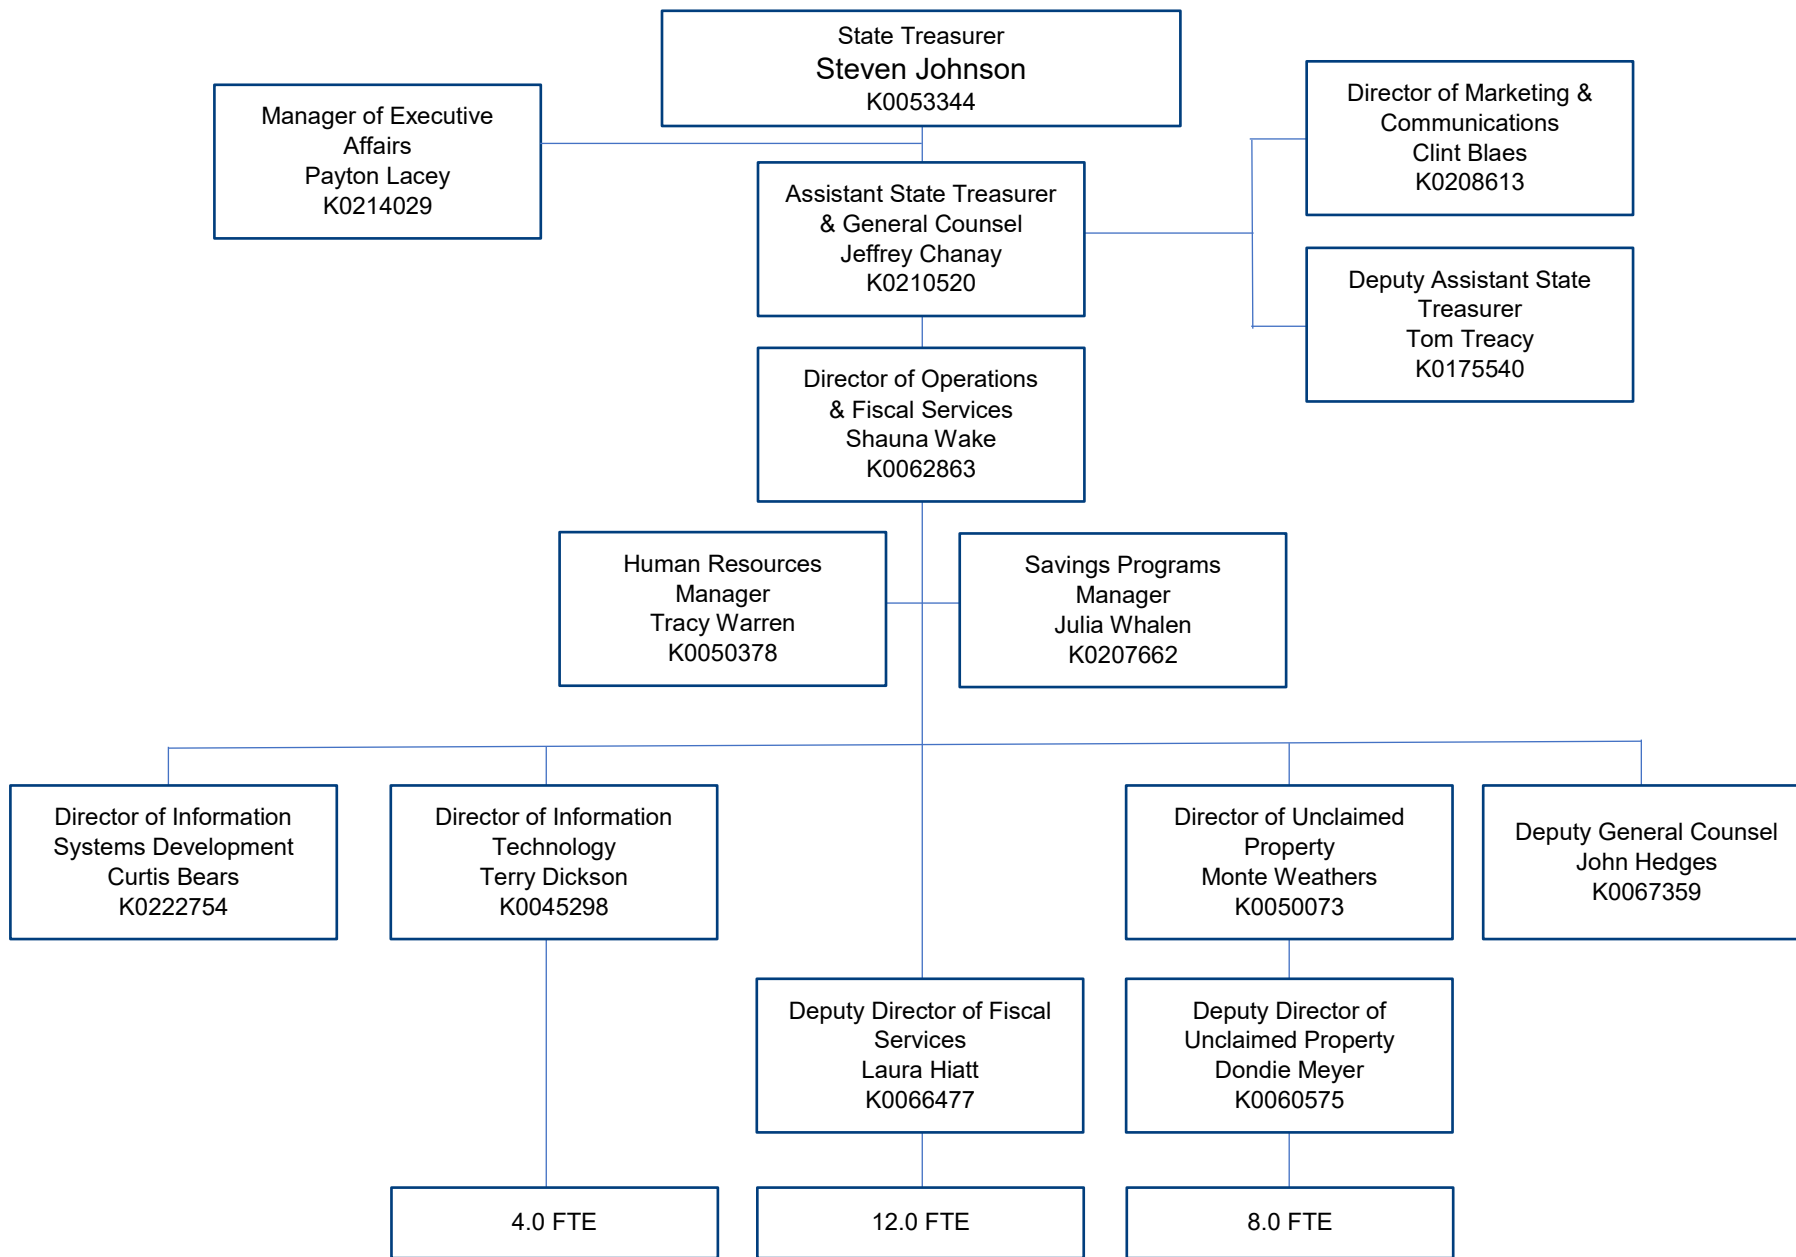 State Treasurer
Steven Johnson
K0053344
Manager of Executive
Affairs
Payton Lacey
K0214029
Director of Marketing &
Communications
Clint Blaes
K0208613
Assistant State Treasurer
& General Counsel
Jeffrey Chanay
K0210520
Deputy Assistant State
Treasurer
Tom Treacy
K0175540
Director of Operations
& Fiscal Services
Shauna Wake
K0062863
Human Resources
Manager
Tracy Warren
K0050378
Savings Programs
Manager
Julia Whalen
K0207662
Director of Information
Systems Development
Curtis Bears
K0222754
Director of Information
Technology
Terry Dickson
K0045298
Director of Unclaimed
Property
Monte Weathers
K0050073
Deputy General Counsel
John Hedges
K0067359
Deputy Director of Fiscal
Services
Laura Hiatt
K0066477
Deputy Director of
Unclaimed Property
Dondie Meyer
K0060575
4.0 FTE
12.0 FTE
8.0 FTE